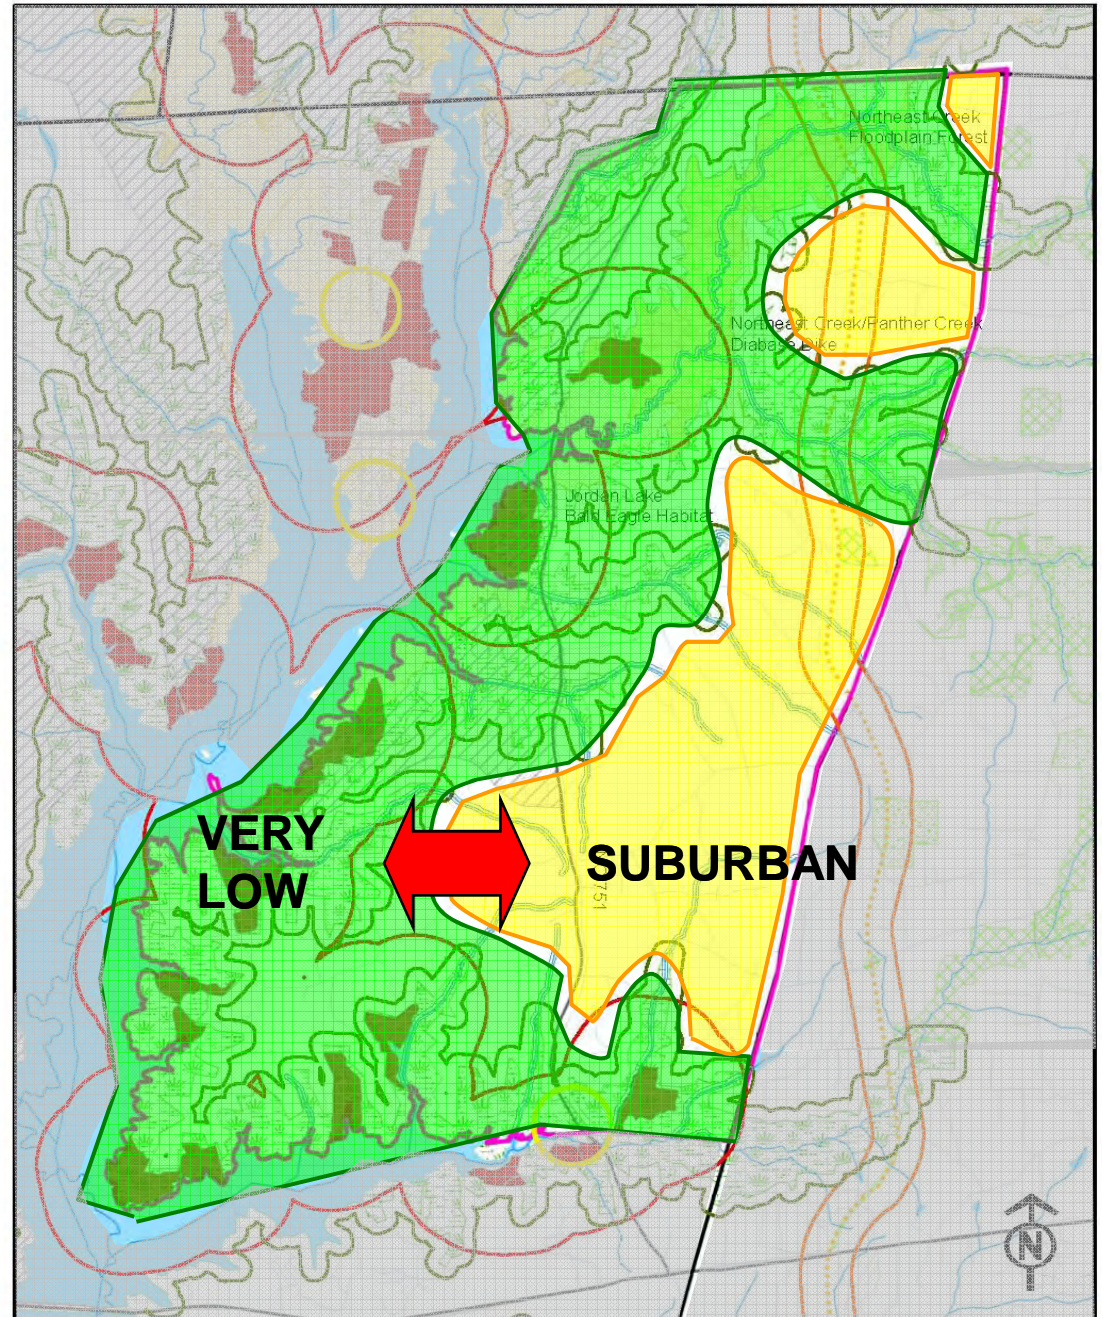 Northeast Creek
Floodplain Forest
Northeast Creek/Panther Creek
Diabase Dike
Jordan Lake
Bald Eagle Habitat
VERY
LOW
SUBURBAN
751
N